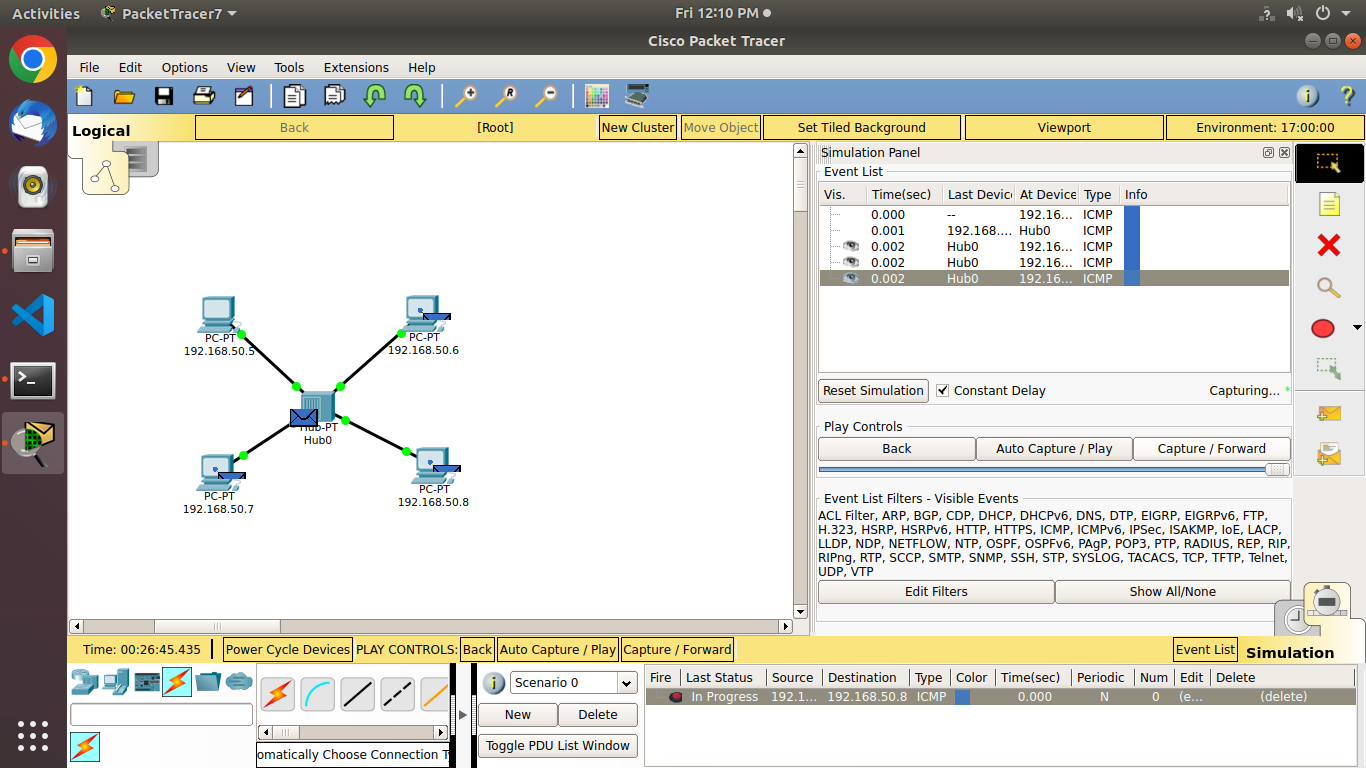 Activities PacketTracer7 Fri 12:10 PM
Cisco Packet Tracer
File Edit Options View Tools Extensions Help
Logical Back [Root] New Cluster Move Object Set Tiled Background Viewport Environment: 17:00:00
Simulation Panel
Event List
Vis. Time(sec) Last Device At Device Type Info
0.000 -- 192.16... ICMP
0.001 192.168.... Hub0 ICMP
0.002 Hub0 192.16... ICMP
0.002 Hub0 192.16... ICMP
0.002 Hub0 192.16... ICMP
PC-PT
192.168.50.5
PC-PT
192.168.50.6
Hub-PT
Hub0
PC-PT
192.168.50.7
PC-PT
192.168.50.8
Reset Simulation Constant Delay Capturing... *
Play Controls
Back Auto Capture / Play Capture / Forward
Event List Filters - Visible Events
ACL Filter, ARP, BGP, CDP, DHCP, DHCPv6, DNS, DTP, EIGRP, EIGRPv6, FTP,
H.323, HSRP, HSRPv6, HTTP, HTTPS, ICMP, ICMPv6, IPSec, ISAKMP, IoE, LACP,
LLDP, NDP, NETFLOW, NTP, OSPF, OSPFv6, PAgP, POP3, PTP, RADIUS, REP, RIP,
RIPng, RTP, SCCP, SMTP, SNMP, SSH, STP, SYSLOG, TACACS, TCP, TFTP, Telnet,
UDP, VTP
Edit Filters Show All/None
Time: 00:26:45.435 Power Cycle Devices PLAY CONTROLS: Back Auto Capture / Play Capture / Forward Event List Simulation
Scenario 0
New Delete
Toggle PDU List Window
omatically Choose Connection T
Fire Last Status Source Destination Type Color Time(sec) Periodic Num Edit Delete
In Progress 192.1... 192.168.50.8 ICMP 0.000 N 0 (e... (delete)